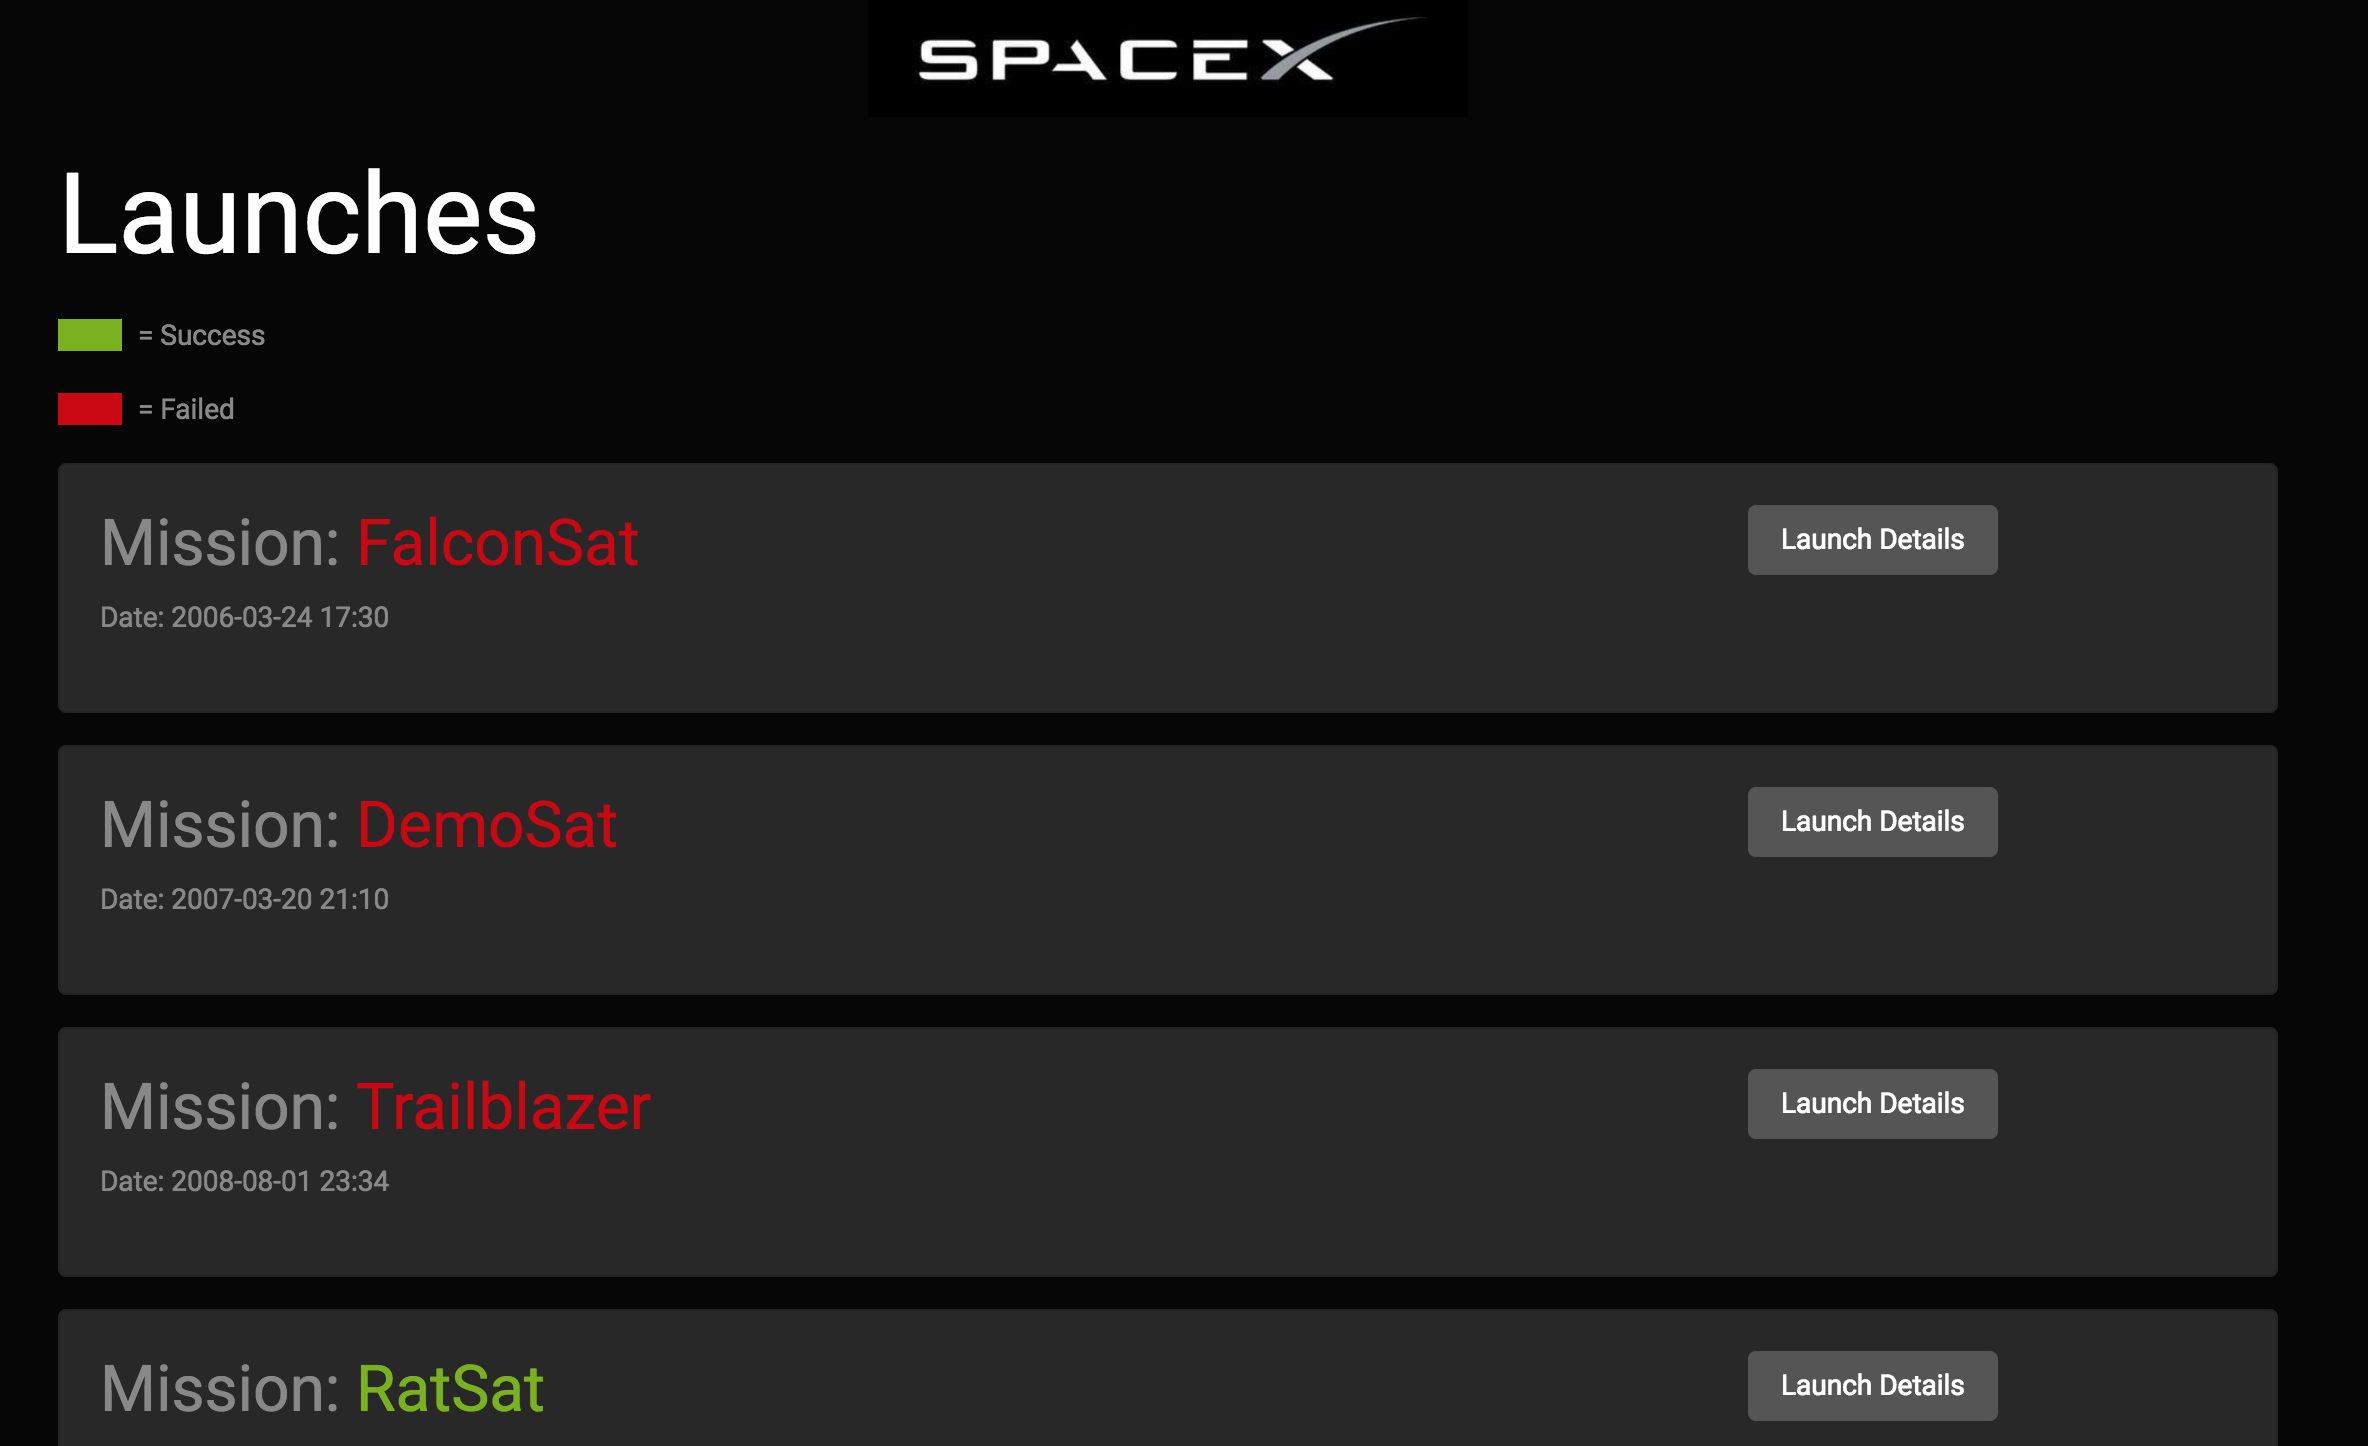 SPACEX
Launches
= Success
= Failed
Mission: FalconSat
Launch Details
Date: 2006-03-24 17:30
Mission: DemoSat
Launch Details
Date: 2007-03-20 21:10
Mission: Trailblazer
Launch Details
Date: 2008-08-01 23:34
Mission: RatSat
Launch Details